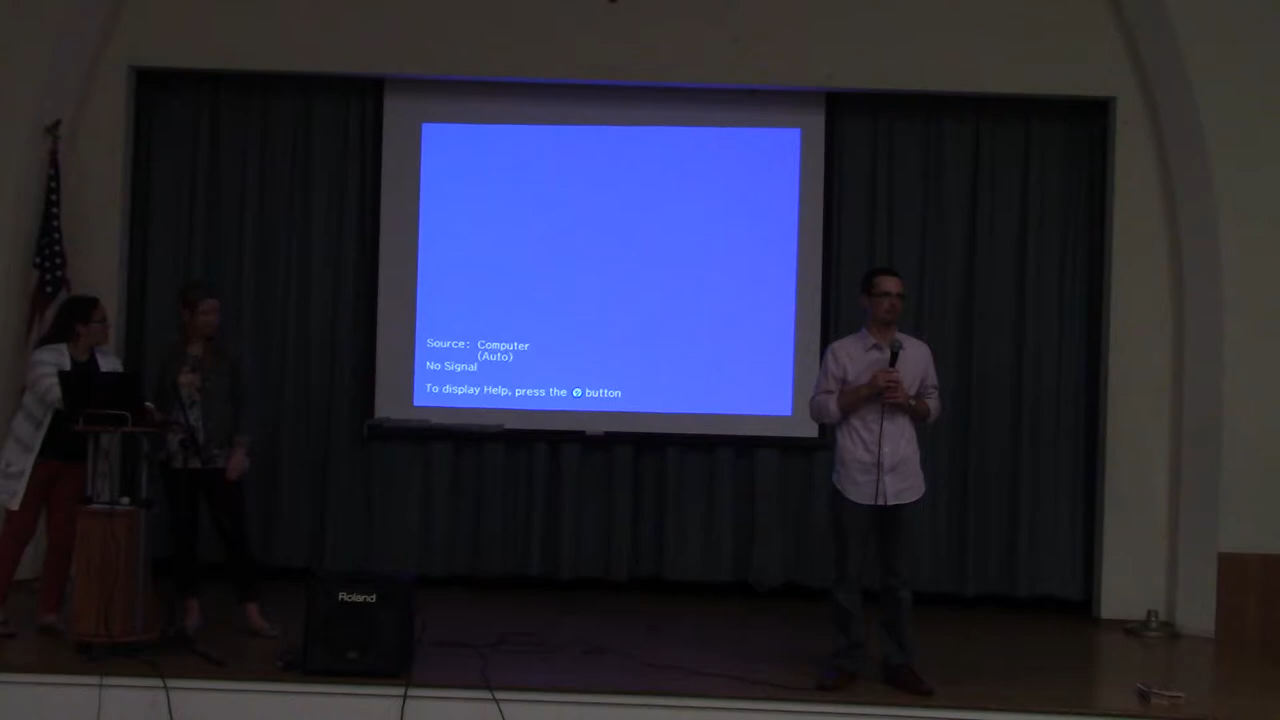 Source: Computer
(Auto)
No Signal
To display Help, press the button
Roland